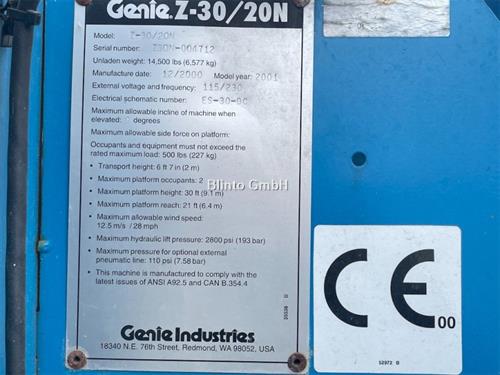 Genie. Z-30/20N
Model: Z-30/20N
Serial number: Z30N-004712
Unladen weight: 14,500 lbs (6,577 kg)
Manufacture date: 12/2000 Model year: 2001
External voltage and frequency: 115/230
Electrical schematic number: ES-30-DC
Maximum allowable incline of machine when
elevated: degrees
Maximum allowable side force on platform:
Occupants and equipment must not exceed the
rated maximum load: 500 lbs (227 kg)
• Transport height: 6 ft 7 in (2 m)
• Maximum platform occupants: 2
Blinto GmbH
• Maximum platform height: 30 ft (9.1 m)
• Maximum platform reach: 21 ft (6.4 m)
• Maximum allowable wind speed:
12.5 m/s / 28 mph
• Maximum hydraulic lift pressure: 2800 psi (193 bar)
• Maximum pressure for optional external
pneumatic line: 110 psi (7.58 bar)
• This machine is manufactured to comply with the
latest issues of ANSI A92.5 and CAN B.354.4
Genie Industries
18340 N.E. 76th Street, Redmond, WA 98052, USA
CE 00
52972 B